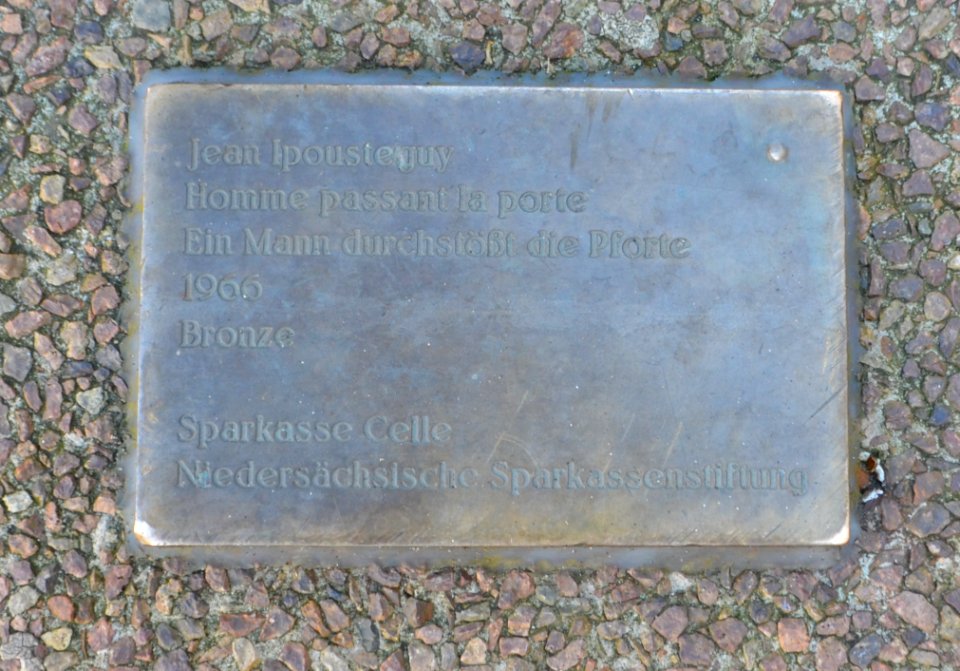 Jean Ipousteguy
Homme passant la porte
Ein Mann durchstößt die Pforte
1966
Bronze
Sparkasse Celle
Niedersächsische Sparkassenstiftung